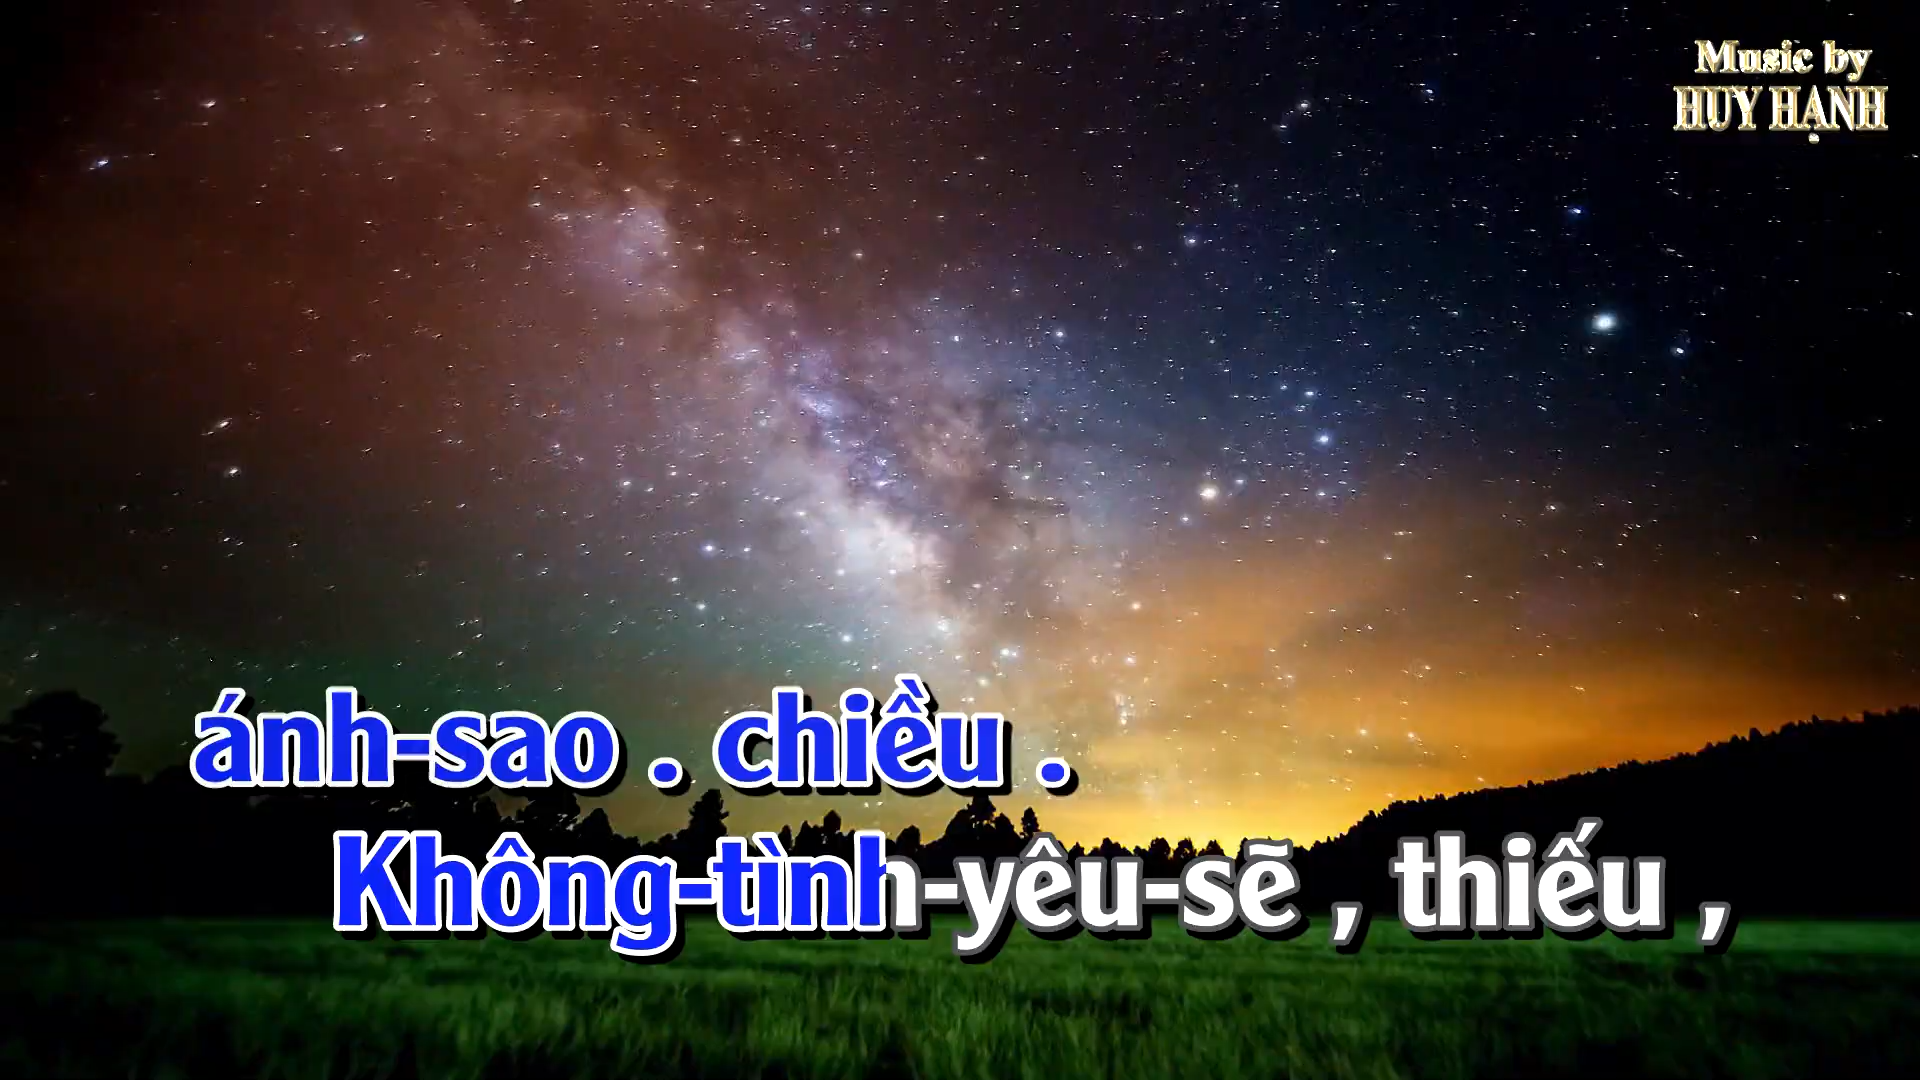 Music by
HUY HẠNH
ánh-sao . chiều .
Không-tình-yêu-sẽ , thiếu ,